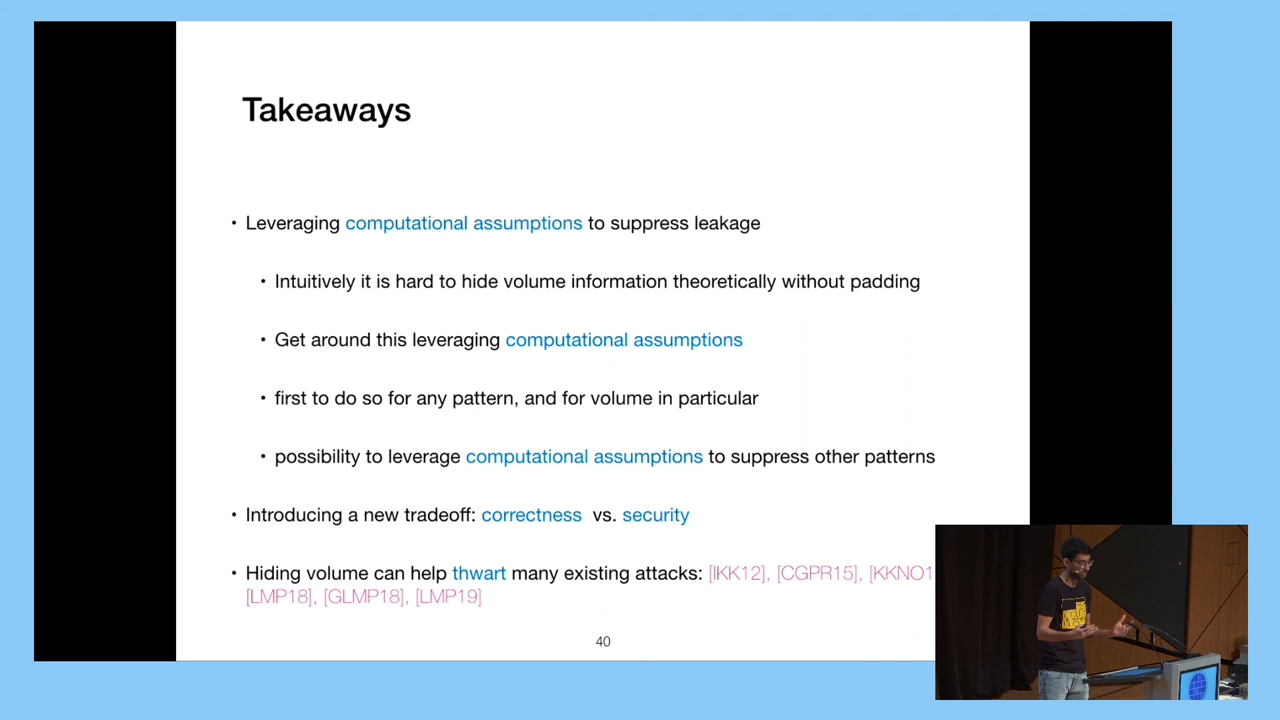 Takeaways
• Leveraging computational assumptions to suppress leakage
• Intuitively it is hard to hide volume information theoretically without padding
• Get around this leveraging computational assumptions
• first to do so for any pattern, and for volume in particular
• possibility to leverage computational assumptions to suppress other patterns
• Introducing a new tradeoff: correctness vs. security
• Hiding volume can help thwart many existing attacks: [IKK12], [CGPR15], [KKNO1
[LMP18], [GLMP18], [LMP19]
40